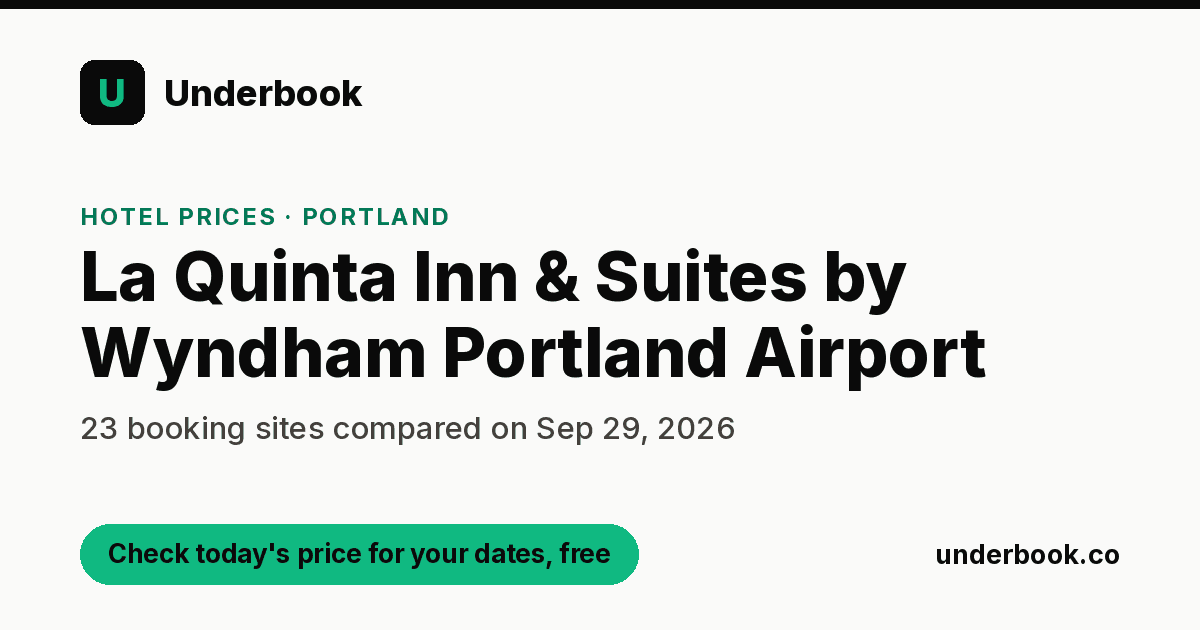 U Underbook
HOTEL PRICES · PORTLAND
La Quinta Inn & Suites by
Wyndham Portland Airport
23 booking sites compared on Sep 29, 2026
Check today's price for your dates, free
underbook.co